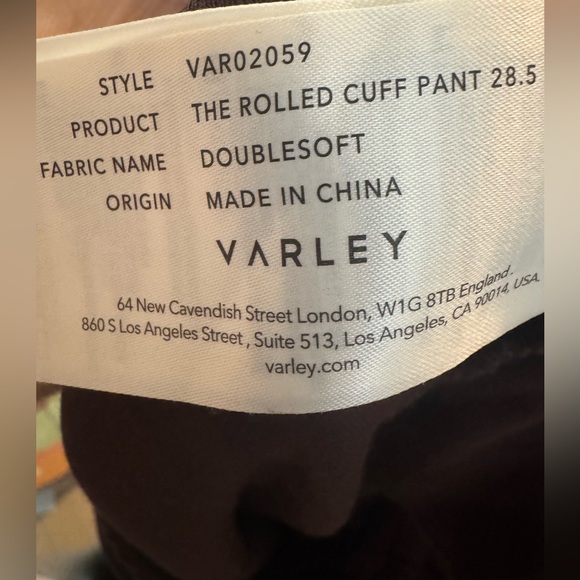 STYLE VAR02059
PRODUCT THE ROLLED CUFF PANT 28.5
FABRIC NAME DOUBLESOFT
ORIGIN MADE IN CHINA
VARLEY
64 New Cavendish Street London, W1G 8TB England.
860 S Los Angeles Street, Suite 513, Los Angeles, CA 90014, USA
varley.com